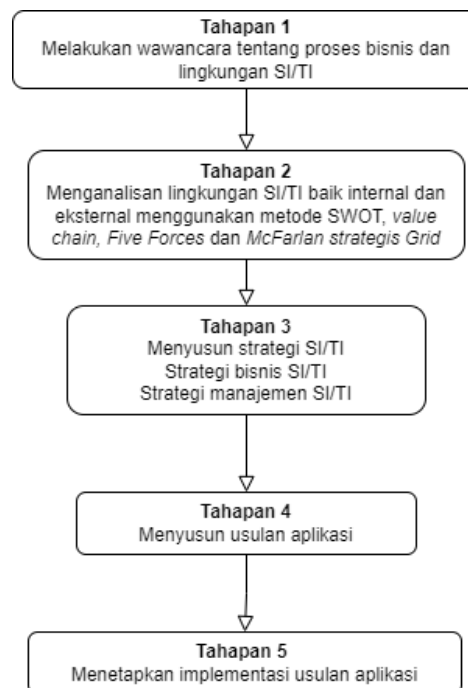 Tahapan 1
Melakukan wawancara tentang proses bisnis dan
lingkungan SI/TI
Tahapan 2
Menganalisan lingkungan SI/TI baik internal dan
eksternal menggunakan metode SWOT, value
chain, Five Forces dan McFarlan strategis Grid
Tahapan 3
Menyusun strategi SI/TI
Strategi bisnis SI/TI
Strategi manajemen SI/TI
Tahapan 4
Menyusun usulan aplikasi
Tahapan 5
Menetapkan implementasi usulan aplikasi